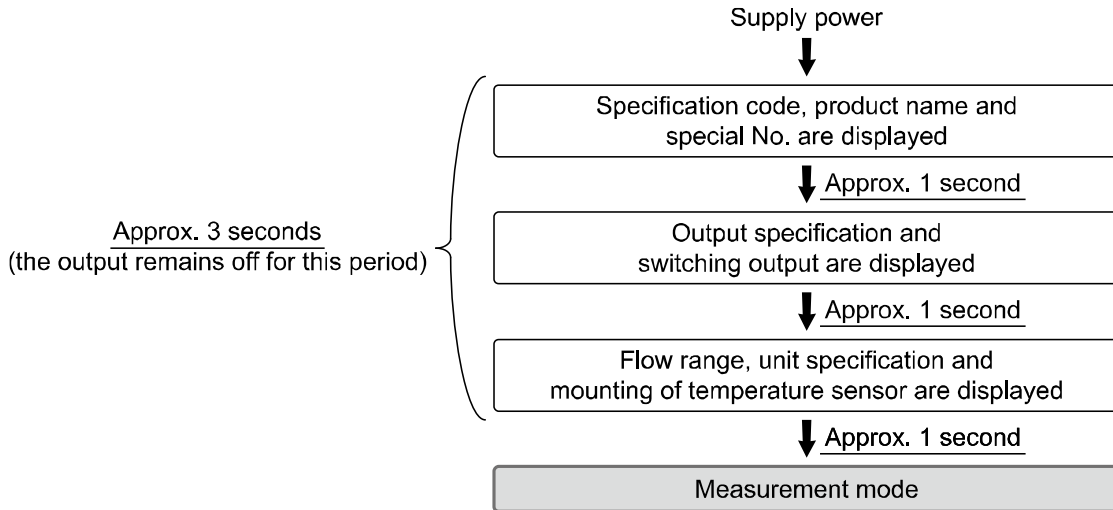 Supply power
Specification code, product name and
special No. are displayed
Approx. 1 second
Approx. 3 seconds
(the output remains off for this period)
Output specification and
switching output are displayed
Approx. 1 second
Flow range, unit specification and
mounting of temperature sensor are displayed
Approx. 1 second
Measurement mode